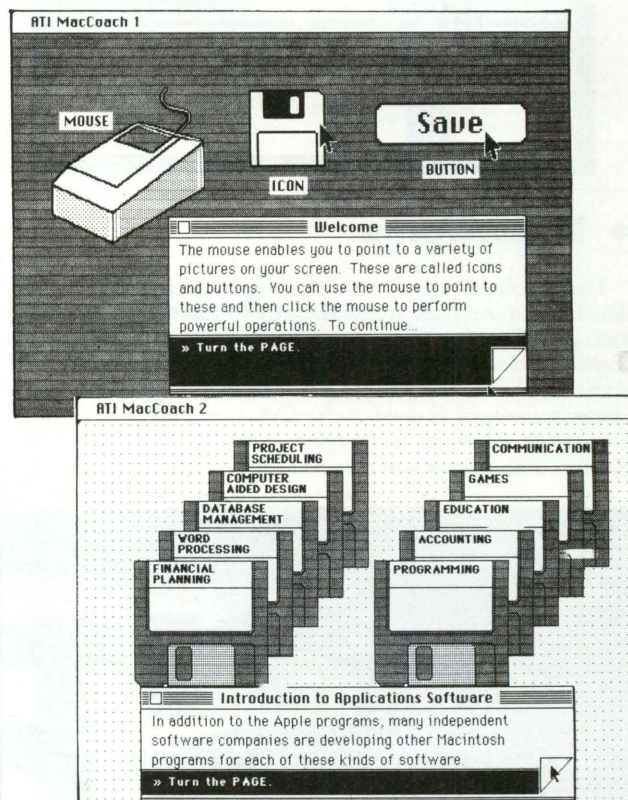 ATI MacCoach 1
MOUSE
ICON
Save
BUTTON
Welcome
The mouse enables you to point to a variety of
pictures on your screen. These are called icons
and buttons. You can use the mouse to point to
these and then click the mouse to perform
powerful operations. To continue...
» Turn the PAGE.
ATI MacCoach 2
PROJECT
SCHEDULING
COMPUTER
AIDED DESIGN
DATABASE
MANAGEMENT
WORD
PROCESSING
FINANCIAL
PLANNING
COMMUNICATION
GAMES
EDUCATION
ACCOUNTING
PROGRAMMING
Introduction to Applications Software
In addition to the Apple programs, many independent
software companies are developing other Macintosh
programs for each of these kinds of software.
» Turn the PAGE.